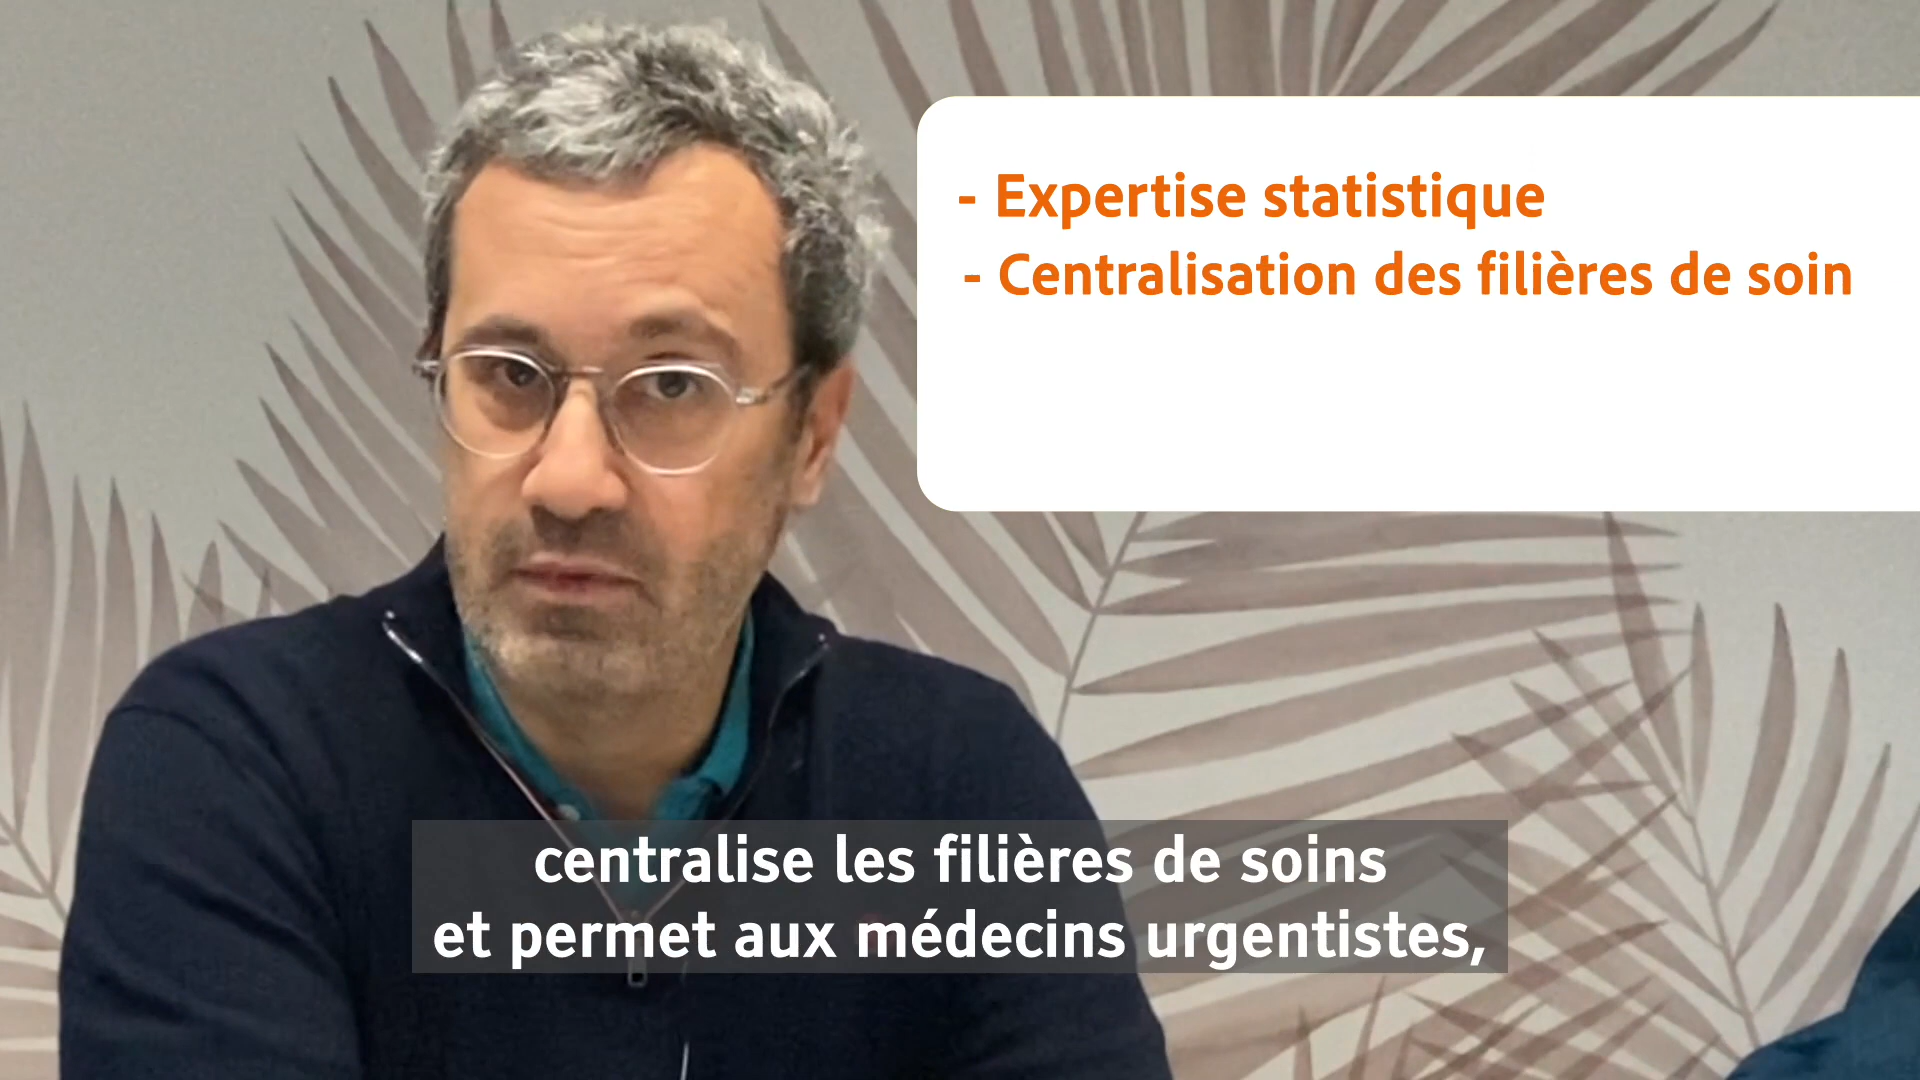 - Expertise statistique
- Centralisation des filières de soin
centralise les filières de soins
et permet aux médecins urgentistes,